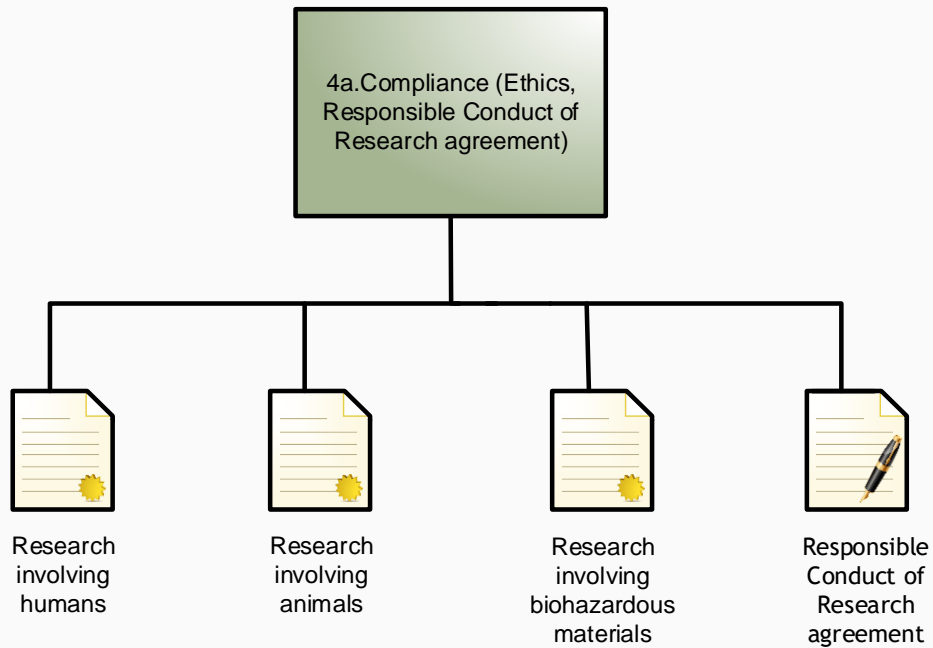 4a.Compliance (Ethics,
Responsible Conduct of
Research agreement)
Research
involving
humans
Research
involving
animals
Research
involving
biohazardous
materials
Responsible
Conduct of
Research
agreement